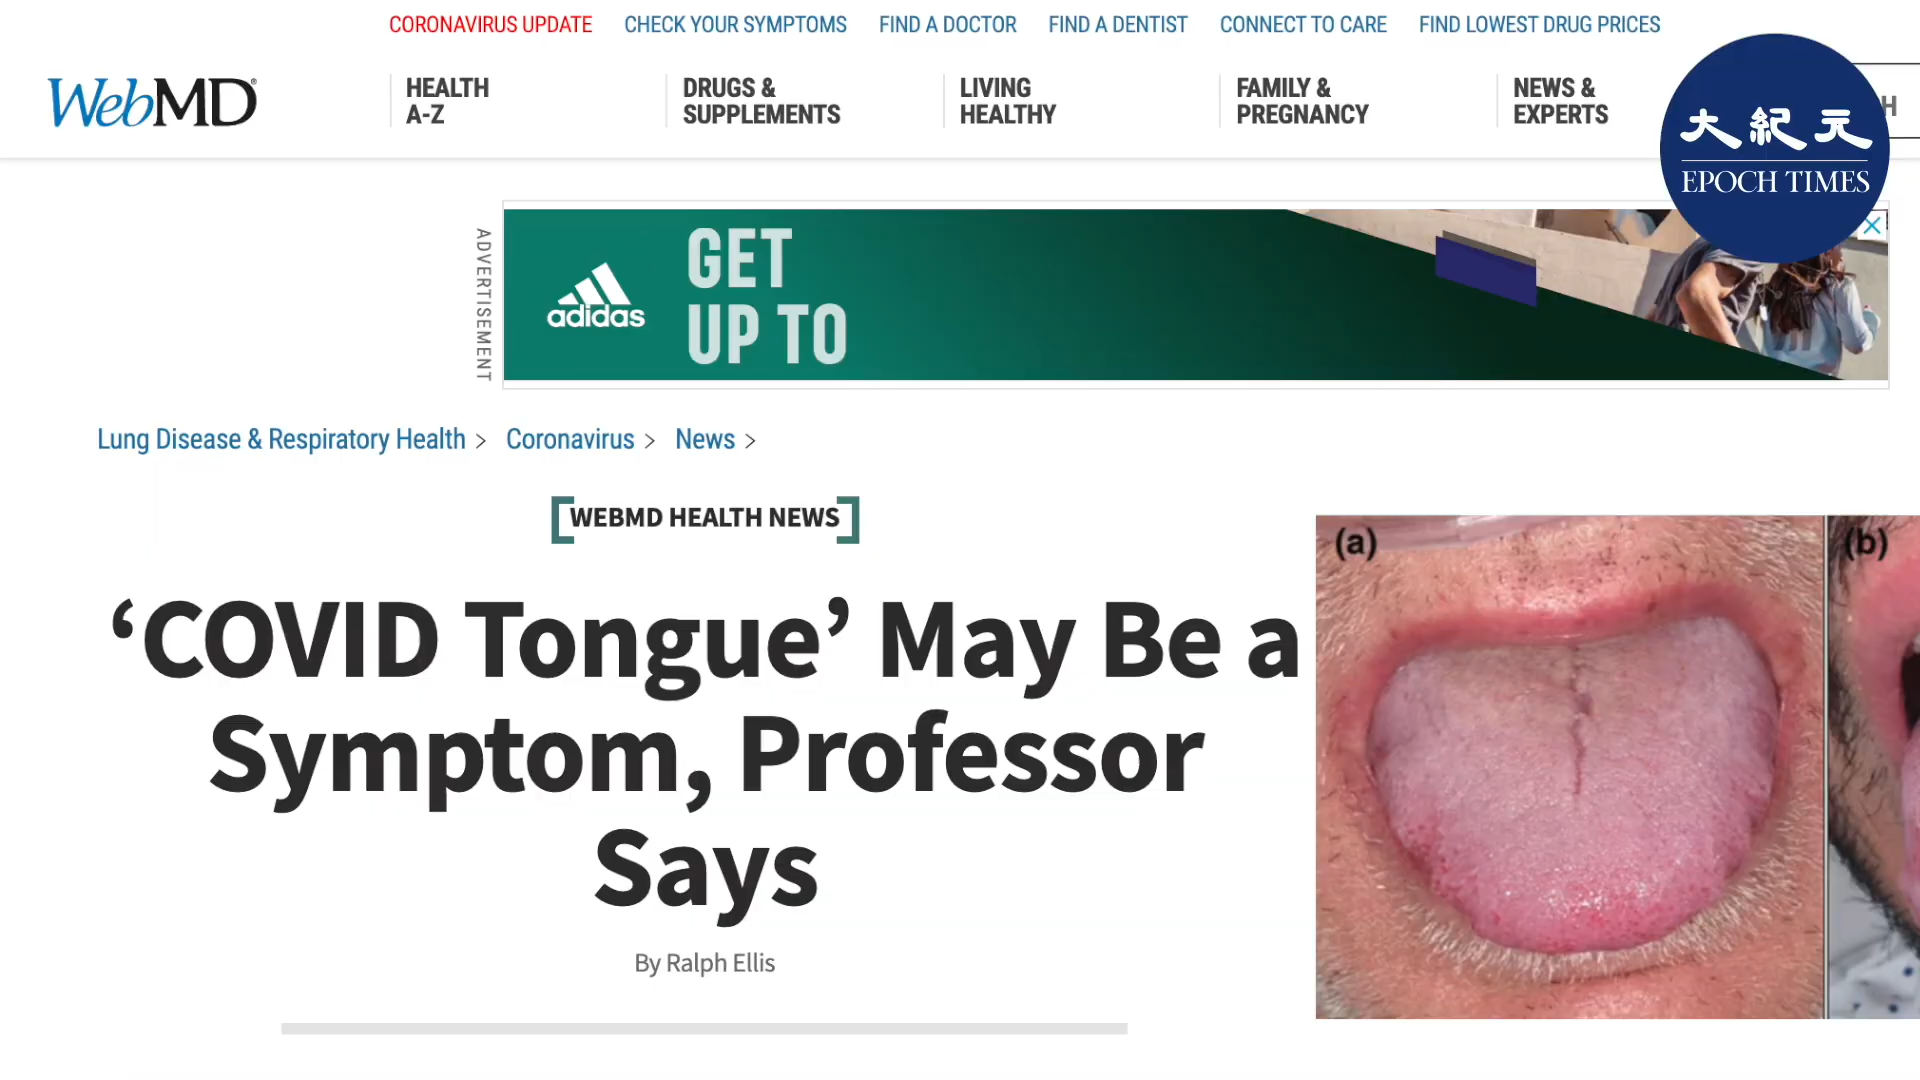 CORONAVIRUS UPDATE CHECK YOUR SYMPTOMS FIND A DOCTOR FIND A DENTIST CONNECT TO CARE FIND LOWEST DRUG PRICES
WebMD®
HEALTH
A-Z
DRUGS &
SUPPLEMENTS
LIVING
HEALTHY
FAMILY &
PREGNANCY
NEWS &
EXPERTS
H
大紀元
EPOCH TIMES
ADVERTISEMENT
adidas
GET
UP TO
Lung Disease & Respiratory Health > Coronavirus > News >
WEBMD HEALTH NEWS
‘COVID Tongue’ May Be a
Symptom, Professor
Says
By Ralph Ellis
(a)
(b)